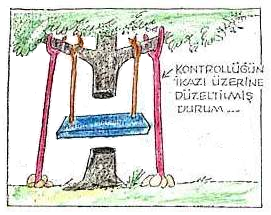 KONTROLLÜĞÜN
İKAZI ÜZERİNE
DÜZELTİLMİŞ
DURUM...